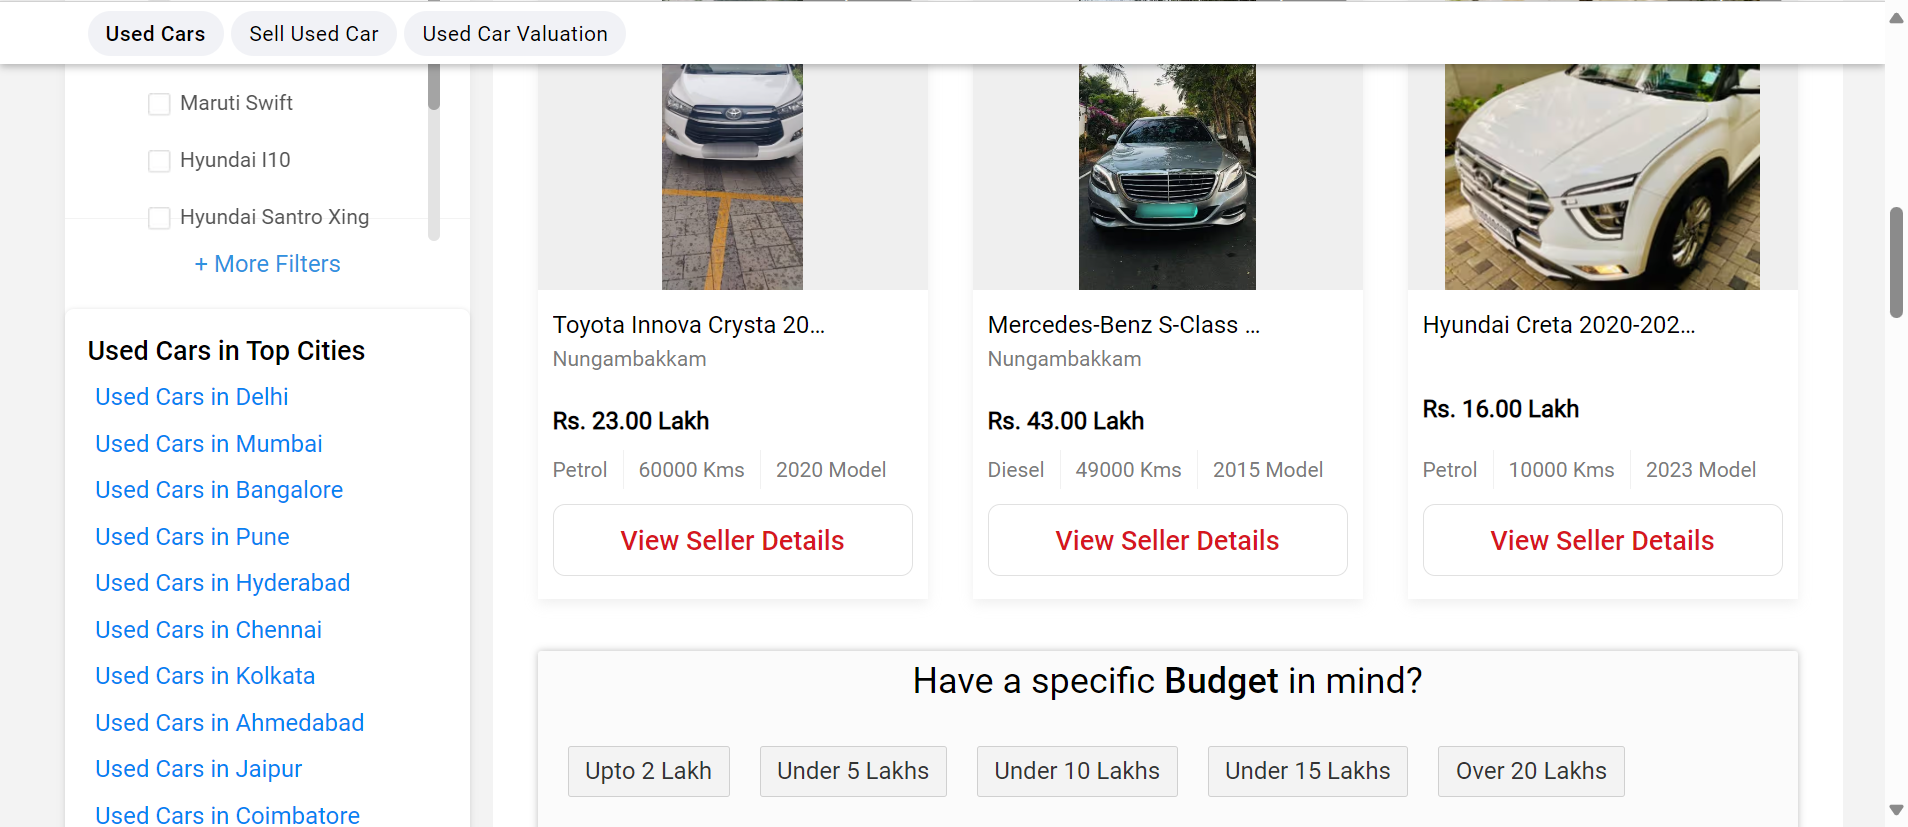 Used Cars
Sell Used Car
Used Car Valuation
Maruti Swift
Hyundai I10
Hyundai Santro Xing
+ More Filters
Used Cars in Top Cities
Used Cars in Delhi
Used Cars in Mumbai
Used Cars in Bangalore
Used Cars in Pune
Used Cars in Hyderabad
Used Cars in Chennai
Used Cars in Kolkata
Used Cars in Ahmedabad
Used Cars in Jaipur
Used Cars in Coimbatore
Toyota Innova Crysta 20...
Nungambakkam
Rs. 23.00 Lakh
Petrol
60000 Kms
2020 Model
View Seller Details
Mercedes-Benz S-Class ...
Nungambakkam
Rs. 43.00 Lakh
Diesel
49000 Kms
2015 Model
View Seller Details
Hyundai Creta 2020-202...
Rs. 16.00 Lakh
Petrol
10000 Kms
2023 Model
View Seller Details
Have a specific Budget in mind?
Upto 2 Lakh
Under 5 Lakhs
Under 10 Lakhs
Under 15 Lakhs
Over 20 Lakhs